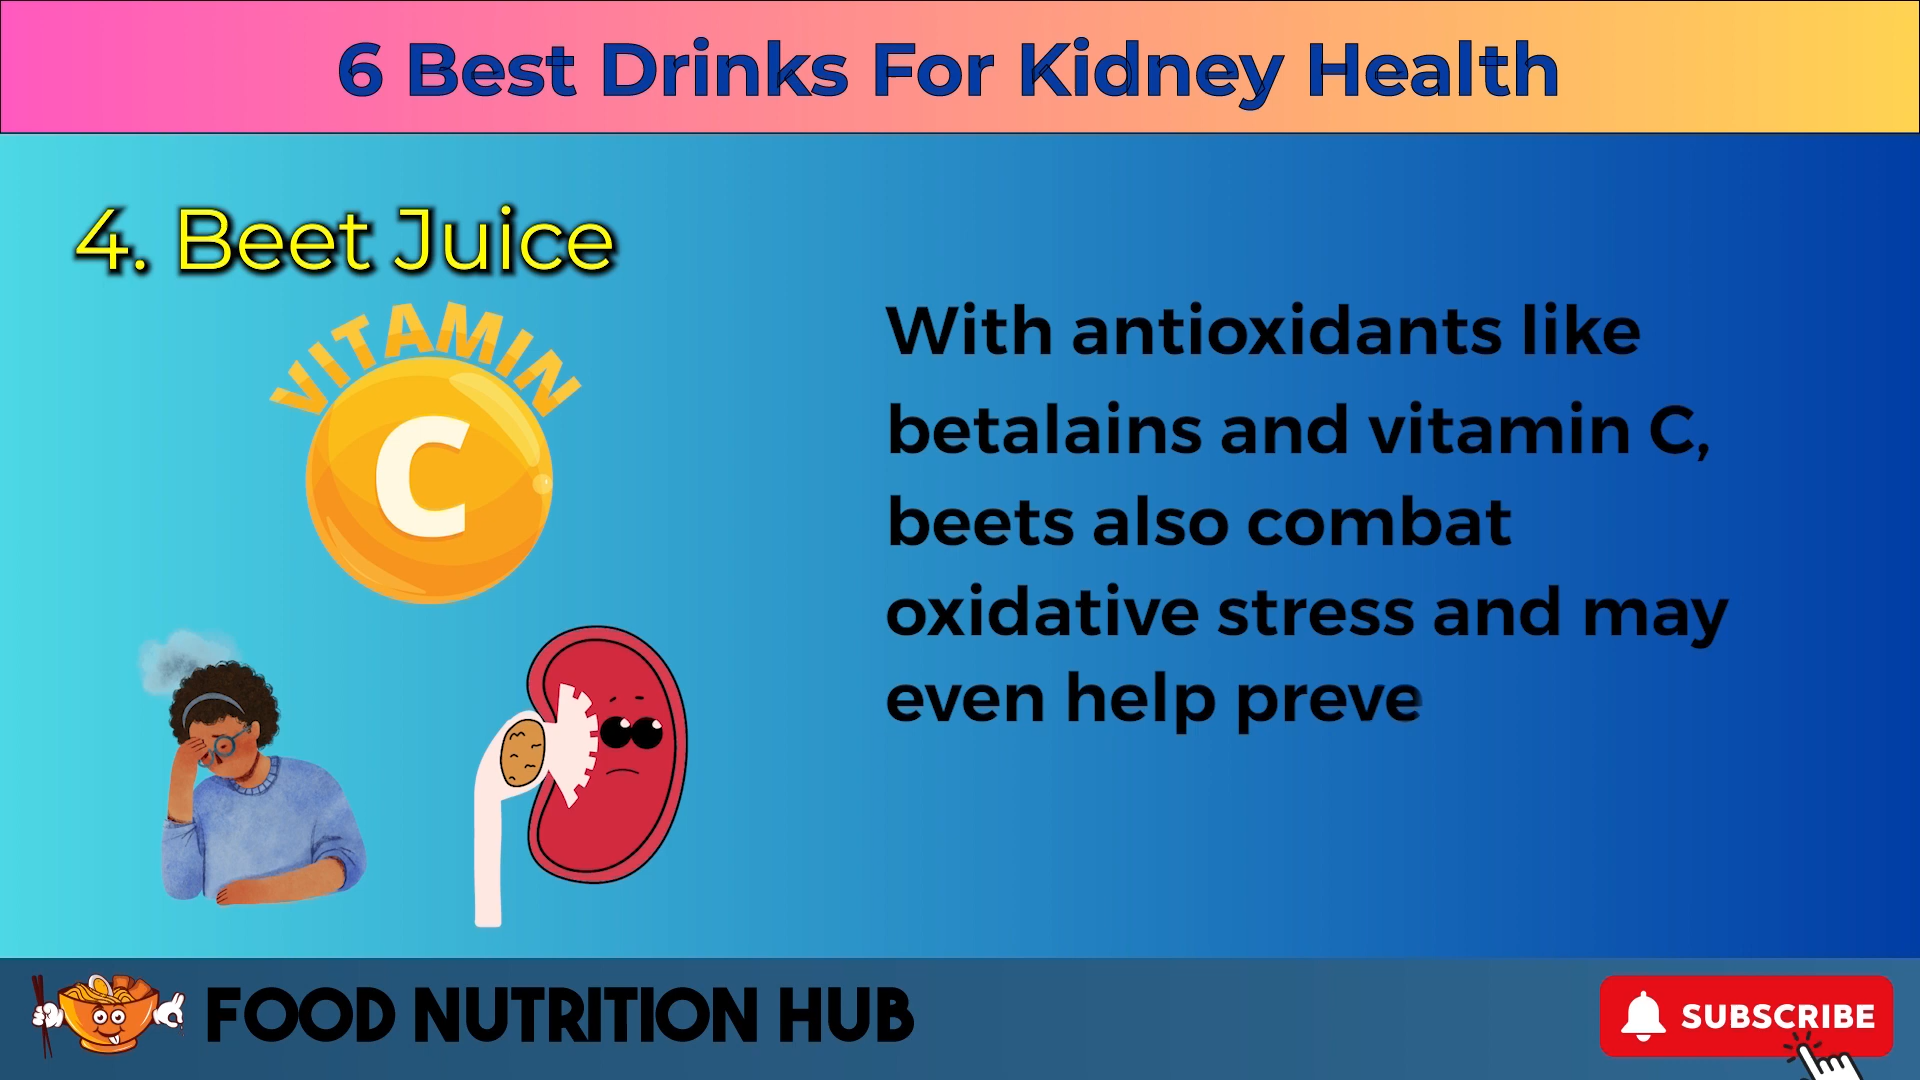 6 Best Drinks For Kidney Health
4. Beet Juice
VITAMIN
C
With antioxidants like
betalains and vitamin C,
beets also combat
oxidative stress and may
even help preve
FOOD NUTRITION HUB
SUBSCRIBE